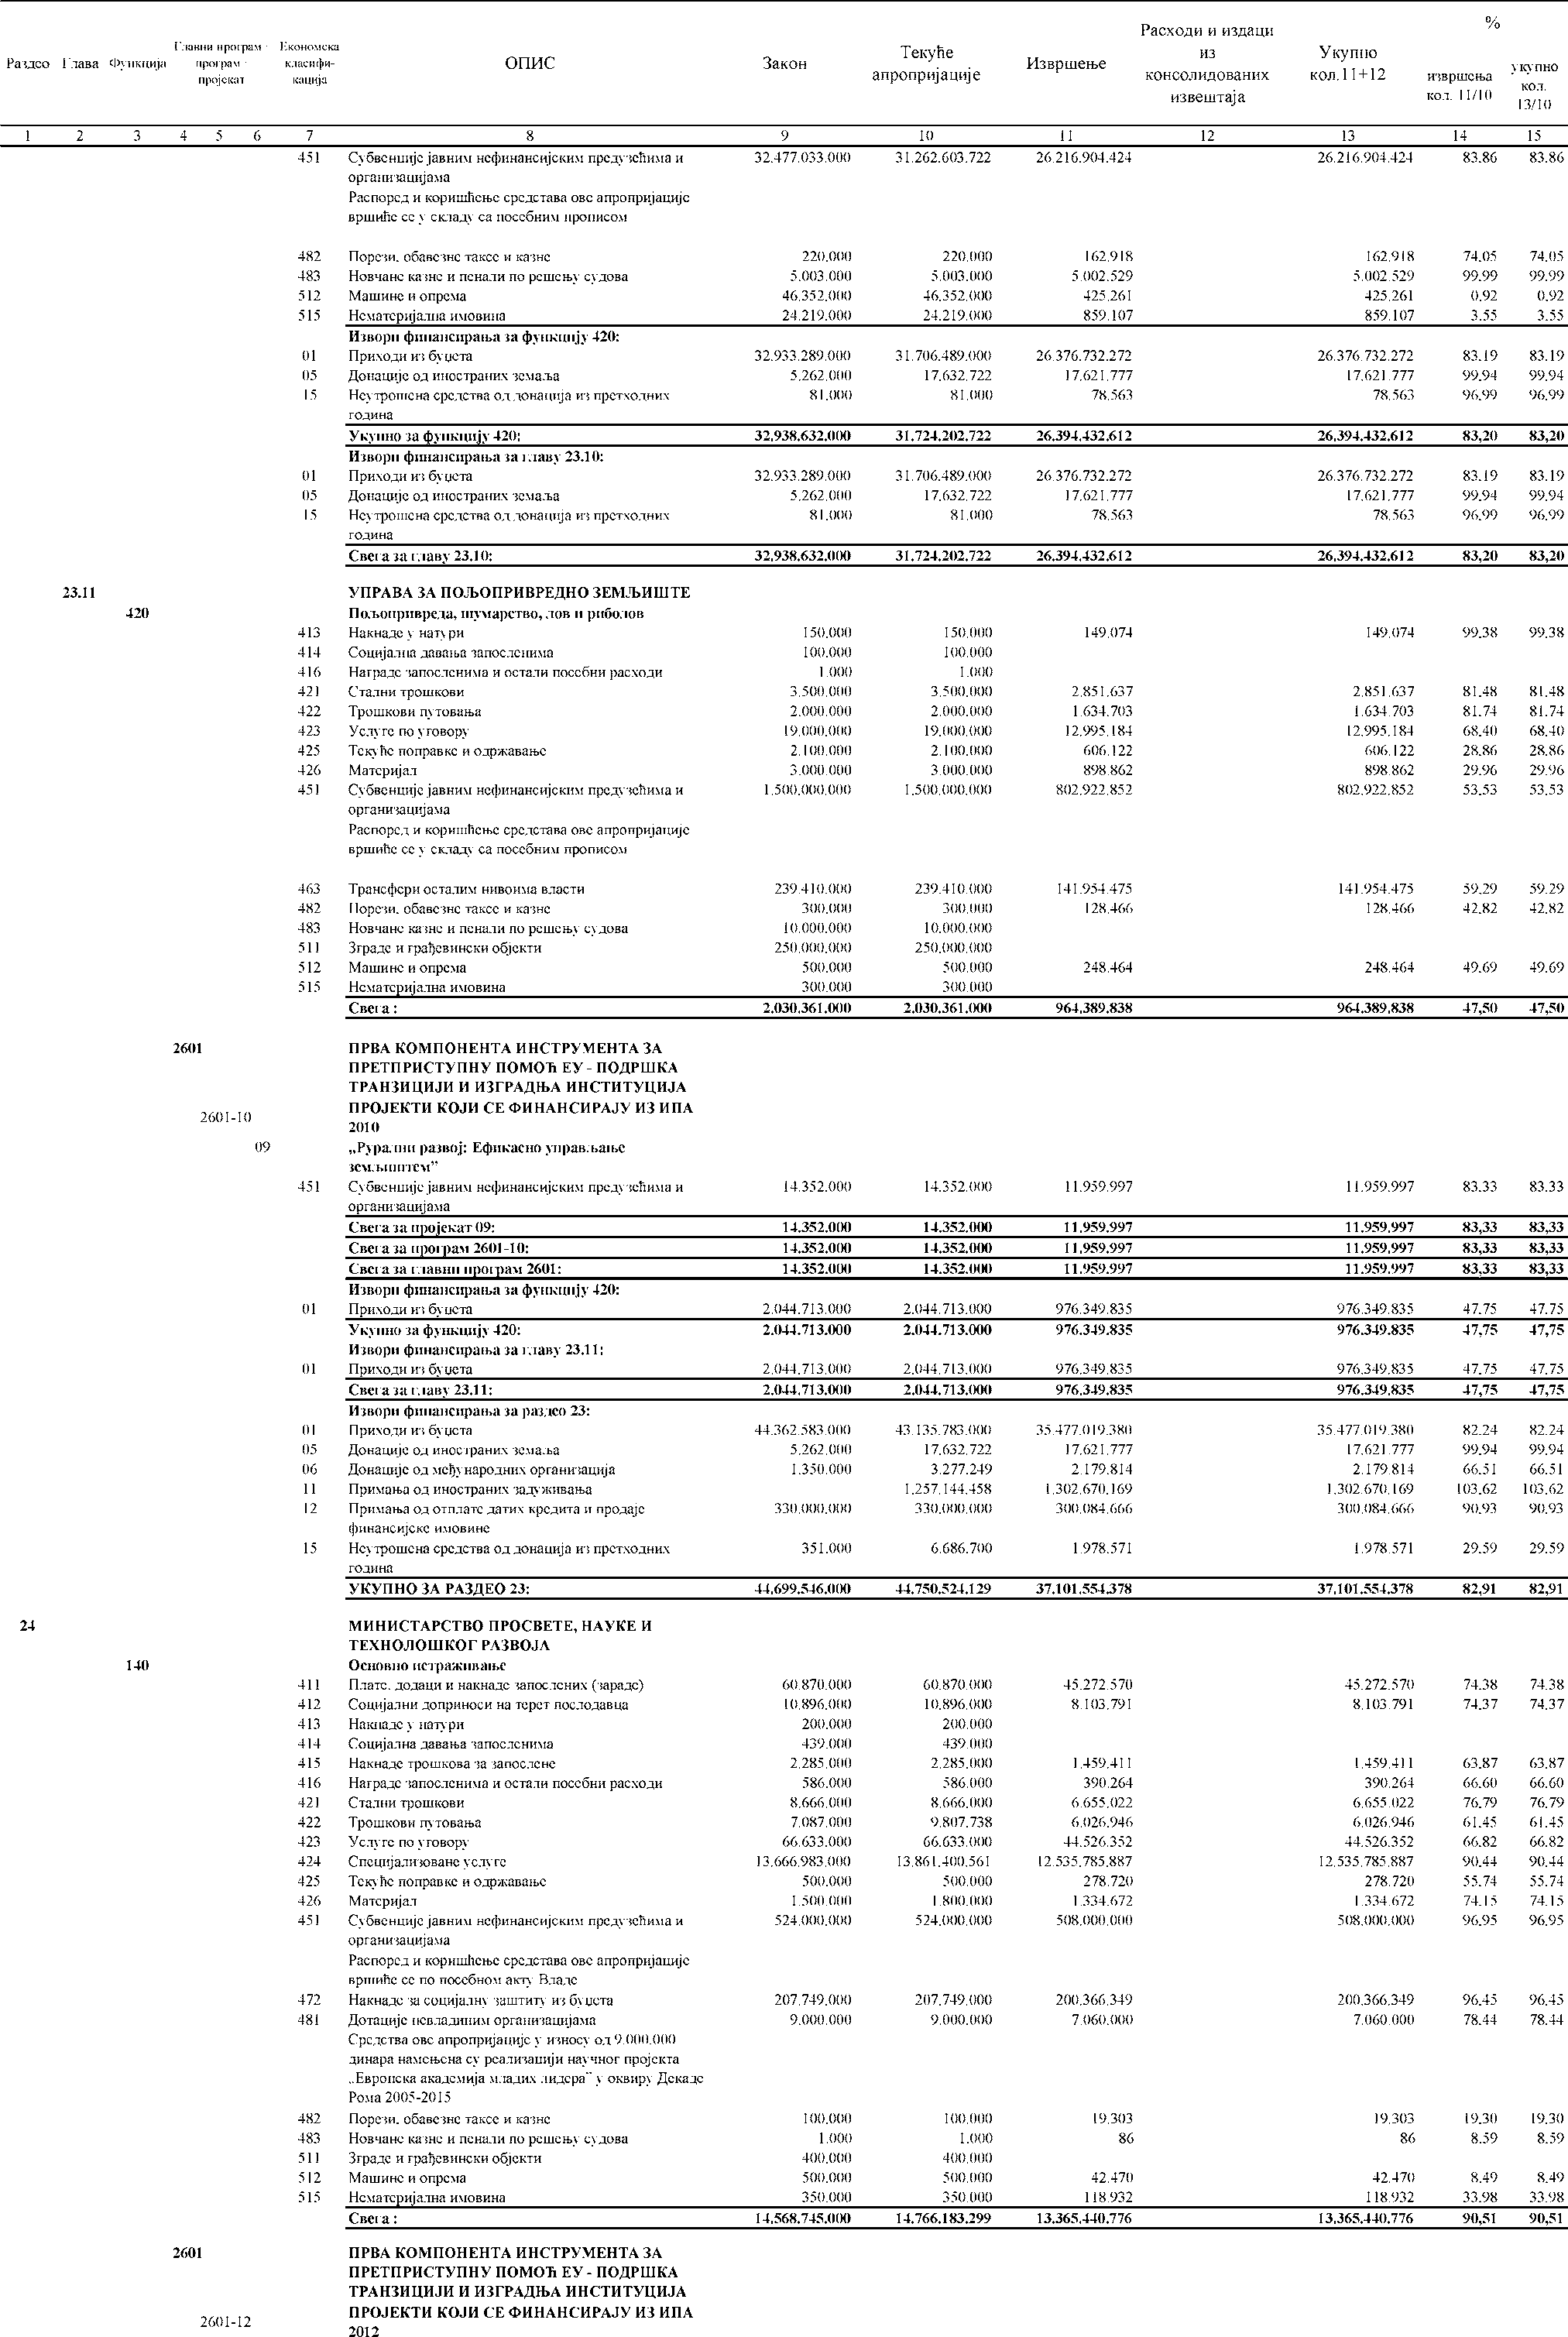 Раздео Глава Функција Главни програм - програм - пројекат Економска класифи-кација ОПИС Закон Текуће апропријације Извршење Расходи и издаци из консолидованих извештаја Укупно кол.11+12 % извршења кол. 11/10 укупно кол. 13/10
1 2 3 4 5 6 7 8 9 10 11 12 13 14 15
451 Субвенције јавним нефинансијским предузећима и 32.477.033.000 31.262.603.722 26.216.904.424 26.216.904.424 83,86 83,86
организацијама
Распоред и коришћење средстава ове апропријације
вршиће се у складу са посебним прописом
482 Порези, обавезне таксе и казне 220.000 220.000 162.918 162.918 74,05 74,05
483 Новчане казне и пенали по решењу судова 5.003.000 5.003.000 5.002.529 5.002.529 99,99 99,99
512 Машине и опрема 46.352.000 46.352.000 425.261 425.261 0,92 0,92
515 Нематеријална имовина 24.219.000 24.219.000 859.107 859.107 3,55 3,55
Извори финансирања за функцију 420:
01 Приходи из буџета 32.933.289.000 31.706.489.000 26.376.732.272 26.376.732.272 83,19 83,19
05 Донације од иностраних земаља 5.262.000 17.632.722 17.621.777 17.621.777 99,94 99,94
15 Неутрошена средства од донација из претходних 81.000 81.000 78.563 78.563 96,99 96,99
година
Укупно за функцију 420: 32.938.632.000 31.724.202.722 26.394.432.612 26.394.432.612 83,20 83,20
Извори финансирања за главу 23.10:
01 Приходи из буџета 32.933.289.000 31.706.489.000 26.376.732.272 26.376.732.272 83,19 83,19
05 Донације од иностраних земаља 5.262.000 17.632.722 17.621.777 17.621.777 99,94 99,94
15 Неутрошена средства од донација из претходних 81.000 81.000 78.563 78.563 96,99 96,99
година
Свега за главу 23.10: 32.938.632.000 31.724.202.722 26.394.432.612 26.394.432.612 83,20 83,20
23.11 УПРАВА ЗА ПОЉОПРИВРЕДНО ЗЕМЉИШТЕ
420 Пољопривреда, шумарство, лов и риболов
413 Накнаде у натури 150.000 150.000 149.074 149.074 99,38 99,38
414 Социјална давања запосленима 100.000 100.000
416 Награде запосленима и остали посебни расходи 1.000 1.000
421 Стални трошкови 3.500.000 3.500.000 2.851.637 2.851.637 81,48 81,48
422 Трошкови путовања 2.000.000 2.000.000 1.634.703 1.634.703 81,74 81,74
423 Услуге по уговору 19.000.000 19.000.000 12.995.184 12.995.184 68,40 68,40
425 Текуће поправке и одржавање 2.100.000 2.100.000 606.122 606.122 28,86 28,86
426 Материјал 3.000.000 3.000.000 898.862 898.862 29,96 29,96
451 Субвенције јавним нефинансијским предузећима и 1.500.000.000 1.500.000.000 802.922.852 802.922.852 53,53 53,53
организацијама
Распоред и коришћење средстава ове апропријације
вршиће се у складу са посебним прописом
463 Трансфери осталим нивоима власти 239.410.000 239.410.000 141.954.475 141.954.475 59,29 59,29
482 Порези, обавезне таксе и казне 300.000 300.000 128.466 128.466 42,82 42,82
483 Новчане казне и пенали по решењу судова 10.000.000 10.000.000
511 Зграде и грађевински објекти 250.000.000 250.000.000
512 Машине и опрема 500.000 500.000 248.464 248.464 49,69 49,69
515 Нематеријална имовина 300.000 300.000
Свега : 2.030.361.000 2.030.361.000 964.389.838 964.389.838 47,50 47,50
2601 ПРВА КОМПОНЕНТА ИНСТРУМЕНТА ЗА
ПРЕТПРИСТУПНУ ПОМОЋ ЕУ - ПОДРШКА
ТРАНЗИЦИЈИ И ИЗГРАДЊА ИНСТИТУЦИЈА
2601-10 ПРОЈЕКТИ КОЈИ СЕ ФИНАНСИРАЈУ ИЗ ИПА
2010
09 „Рурални развој: Ефикасно управљање
земљиштем”
451 Субвенције јавним нефинансијским предузећима и 14.352.000 14.352.000 11.959.997 11.959.997 83,33 83,33
организацијама
Свега за пројекат 09: 14.352.000 14.352.000 11.959.997 11.959.997 83,33 83,33
Свега за програм 2601-10: 14.352.000 14.352.000 11.959.997 11.959.997 83,33 83,33
Свега за главни програм 2601: 14.352.000 14.352.000 11.959.997 11.959.997 83,33 83,33
Извори финансирања за функцију 420:
01 Приходи из буџета 2.044.713.000 2.044.713.000 976.349.835 976.349.835 47,75 47,75
Укупно за функцију 420: 2.044.713.000 2.044.713.000 976.349.835 976.349.835 47,75 47,75
Извори финансирања за главу 23.11:
01 Приходи из буџета 2.044.713.000 2.044.713.000 976.349.835 976.349.835 47,75 47,75
Свега за главу 23.11: 2.044.713.000 2.044.713.000 976.349.835 976.349.835 47,75 47,75
Извори финансирања за раздео 23:
01 Приходи из буџета 44.362.583.000 43.135.783.000 35.477.019.380 35.477.019.380 82,24 82,24
05 Донације од иностраних земаља 5.262.000 17.632.722 17.621.777 17.621.777 99,94 99,94
06 Донације од међународних организација 1.350.000 3.277.249 2.179.814 2.179.814 66,51 66,51
11 Примања од иностраних задуживања 1.257.144.458 1.302.670.169 1.302.670.169 103,62 103,62
12 Примања од отплате датих кредита и продаје 330.000.000 330.000.000 300.084.666 300.084.666 90,93 90,93
финансијске имовине
15 Неутрошена средства од донација из претходних 351.000 6.686.700 1.978.571 1.978.571 29,59 29,59
година
УКУПНО ЗА РАЗДЕО 23: 44.699.546.000 44.750.524.129 37.101.554.378 37.101.554.378 82,91 82,91
24 МИНИСТАРСТВО ПРОСВЕТЕ, НАУКЕ И
ТЕХНОЛОШКОГ РАЗВОЈА
140 Основно истраживање
411 Плате, додаци и накнаде запослених (зараде) 60.870.000 60.870.000 45.272.570 45.272.570 74,38 74,38
412 Социјални доприноси на терет послодавца 10.896.000 10.896.000 8.103.791 8.103.791 74,37 74,37
413 Накнаде у натури 200.000 200.000
414 Социјална давања запосленима 439.000 439.000
415 Накнаде трошкова за запослене 2.285.000 2.285.000 1.459.411 1.459.411 63,87 63,87
416 Награде запосленима и остали посебни расходи 586.000 586.000 390.264 390.264 66,60 66,60
421 Стални трошкови 8.666.000 8.666.000 6.655.022 6.655.022 76,79 76,79
422 Трошкови путовања 7.087.000 9.807.738 6.026.946 6.026.946 61,45 61,45
423 Услуге по уговору 66.633.000 66.633.000 44.526.352 44.526.352 66,82 66,82
424 Специјализоване услуге 13.666.983.000 13.861.400.561 12.535.785.887 12.535.785.887 90,44 90,44
425 Текуће поправке и одржавање 500.000 500.000 278.720 278.720 55,74 55,74
426 Материјал 1.500.000 1.800.000 1.334.672 1.334.672 74,15 74,15
451 Субвенције јавним нефинансијским предузећима и 524.000.000 524.000.000 508.000.000 508.000.000 96,95 96,95
организацијама
Распоред и коришћење средстава ове апропријације
вршиће се по посебном акту Владе
472 Накнаде за социјалну заштиту из буџета 207.749.000 207.749.000 200.366.349 200.366.349 96,45 96,45
481 Дотације невладиним организацијама 9.000.000 9.000.000 7.060.000 7.060.000 78,44 78,44
Средства ове апропријације у износу од 9.000.000
динара намењена су реализацији научног пројекта
„Европска академија младих лидера” у оквиру Декаде
Рома 2005-2015
482 Порези, обавезне таксе и казне 100.000 100.000 19.303 19.303 19,30 19,30
483 Новчане казне и пенали по решењу судова 1.000 1.000 86 86 8,59 8,59
511 Зграде и грађевински објекти 400.000 400.000
512 Машине и опрема 500.000 500.000 42.470 42.470 8,49 8,49
515 Нематеријална имовина 350.000 350.000 118.932 118.932 33,98 33,98
Свега : 14.568.745.000 14.766.183.299 13.365.440.776 13.365.440.776 90,51 90,51
2601 ПРВА КОМПОНЕНТА ИНСТРУМЕНТА ЗА
ПРЕТПРИСТУПНУ ПОМОЋ ЕУ - ПОДРШКА
ТРАНЗИЦИЈИ И ИЗГРАДЊА ИНСТИТУЦИЈА
2601-12 ПРОЈЕКТИ КОЈИ СЕ ФИНАНСИРАЈУ ИЗ ИПА
2012